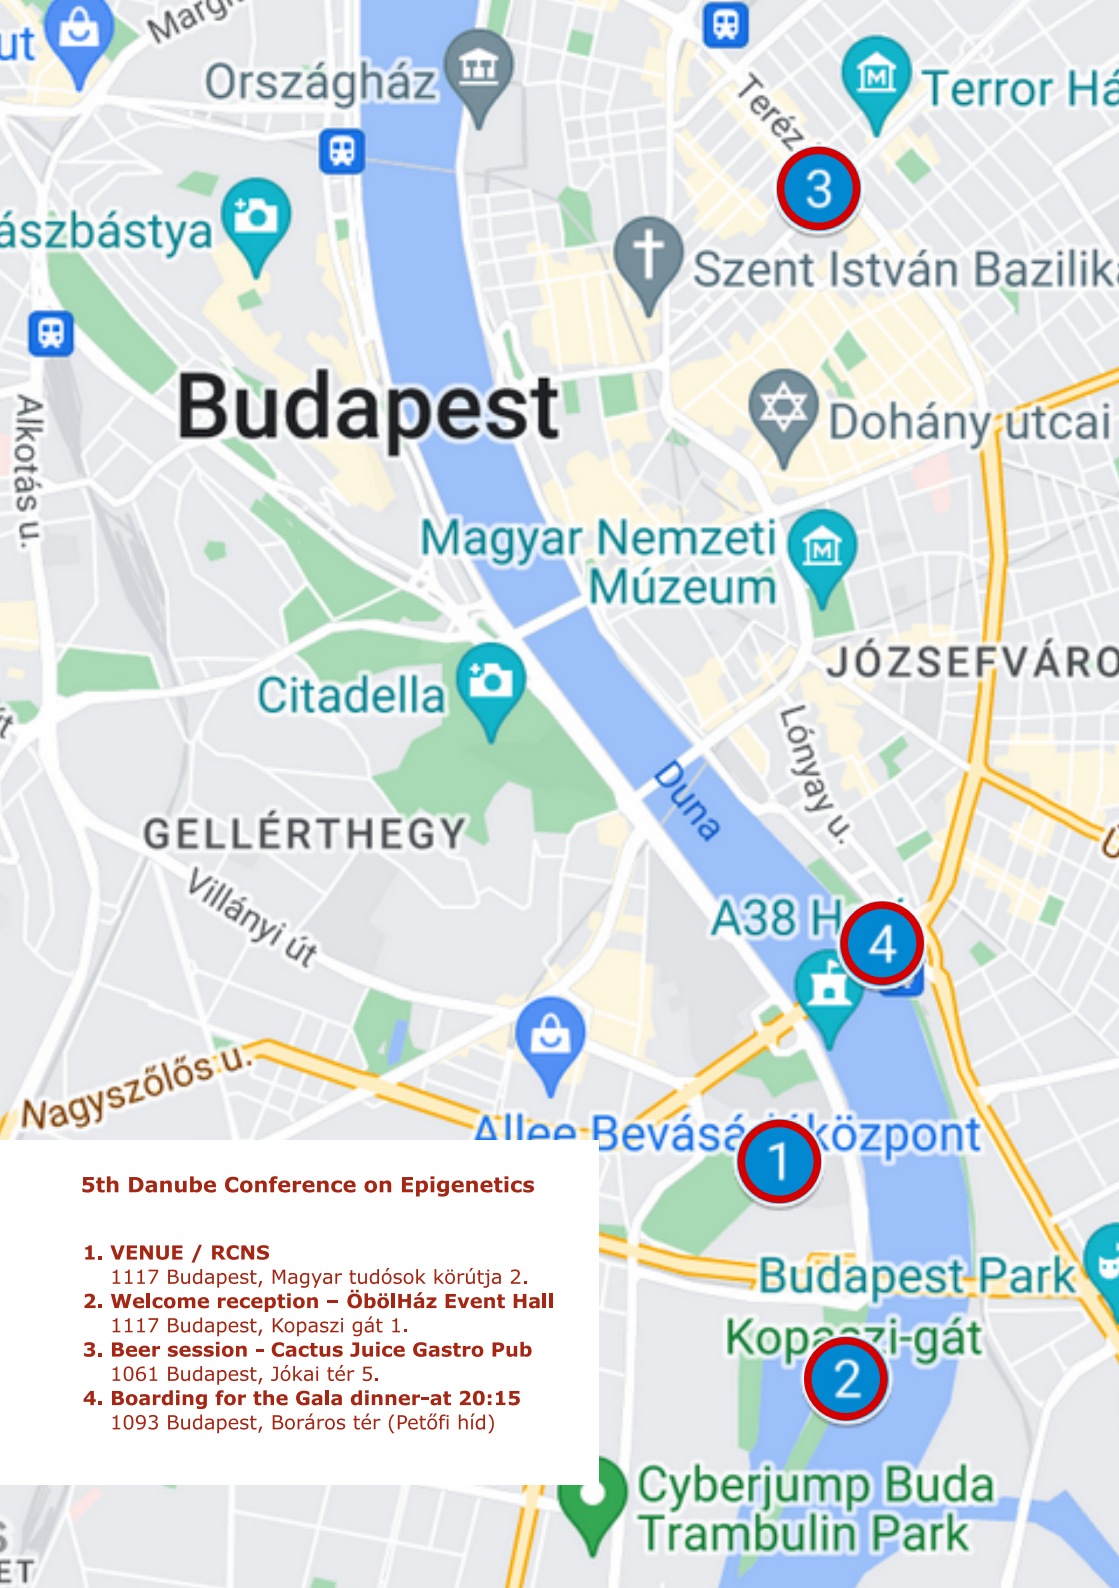 ut
Országház
Terror Há
Teréz
3
ászbástya
Szent István Bazilika
Budapest
Alkotás u.
Dohány utcai
Magyar Nemzeti
Múzeum
JÓZSEFVÁRO
Citadella
Lónyay u.
Duna
GELLÉRTHEGY
Villányi út
A38 H
4
Nagyszőlős u.
Allee Bevásá központ
1
5th Danube Conference on Epigenetics
1. VENUE / RCNS
1117 Budapest, Magyar tudósok körútja 2.
2. Welcome reception – ÖbölHáz Event Hall
1117 Budapest, Kopaszi gát 1.
3. Beer session - Cactus Juice Gastro Pub
1061 Budapest, Jókai tér 5.
4. Boarding for the Gala dinner-at 20:15
1093 Budapest, Boráros tér (Petőfi híd)
Budapest Park
Kopaszi-gát
2
Cyberjump Buda
Trambulin Park
ET